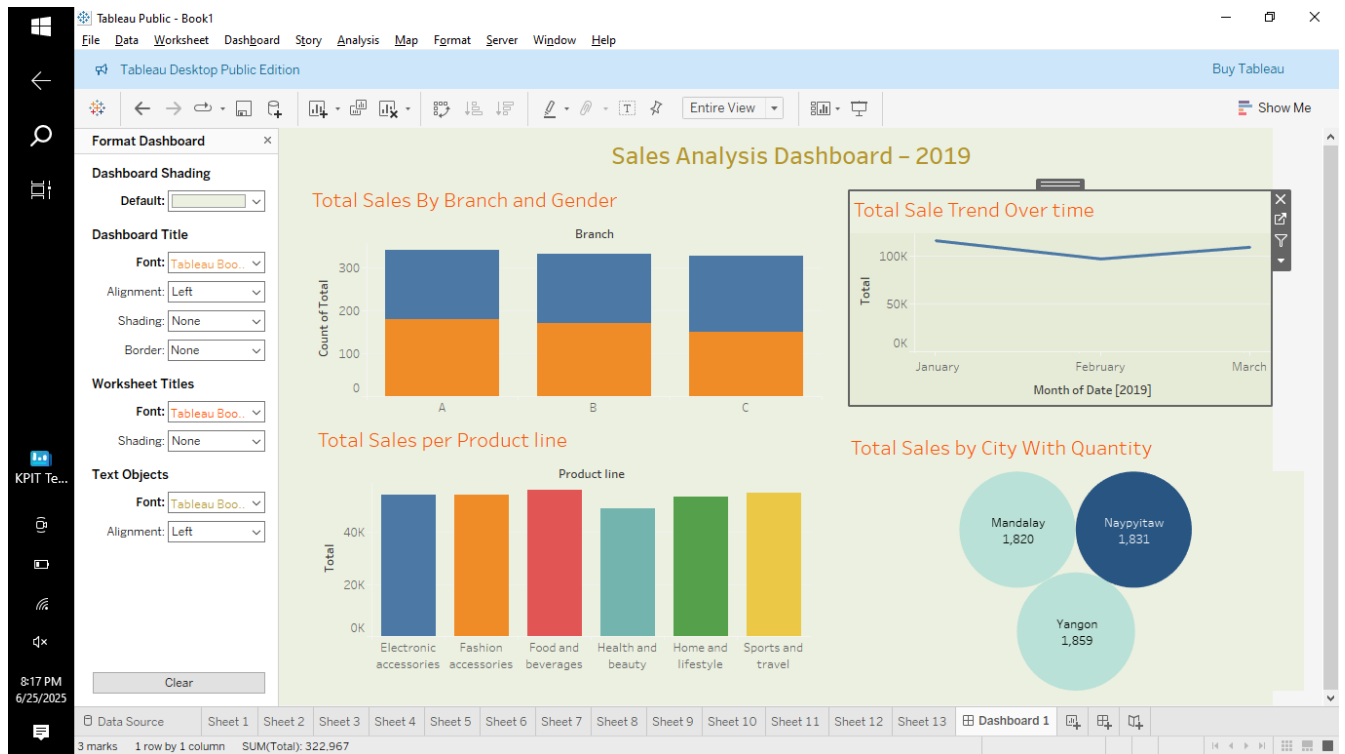 Tableau Public - Book1
File Data Worksheet Dashboard Story Analysis Map Format Server Window Help
Tableau Desktop Public Edition
Buy Tableau
Entire View
Show Me
Format Dashboard
Dashboard Shading
Default:
Dashboard Title
Font: Tableau Boo..
Alignment: Left
Shading: None
Border: None
Worksheet Titles
Font: Tableau Boo..
Shading: None
Text Objects
Font: Tableau Boo..
Alignment: Left
Clear
KPIT Te...
8:17 PM
6/25/2025
Sales Analysis Dashboard – 2019
Total Sales By Branch and Gender
Branch
Count of Total
300
200
100
0
A B C
Total Sale Trend Over time
Total
100K
50K
0K
January February March
Month of Date [2019]
Total Sales per Product line
Product line
Total
40K
20K
0K
Electronic accessories
Fashion accessories
Food and beverages
Health and beauty
Home and lifestyle
Sports and travel
Total Sales by City With Quantity
Mandalay
1,820
Naypyitaw
1,831
Yangon
1,859
Data Source Sheet 1 Sheet 2 Sheet 3 Sheet 4 Sheet 5 Sheet 6 Sheet 7 Sheet 8 Sheet 9 Sheet 10 Sheet 11 Sheet 12 Sheet 13 Dashboard 1
3 marks 1 row by 1 column SUM(Total): 322,967